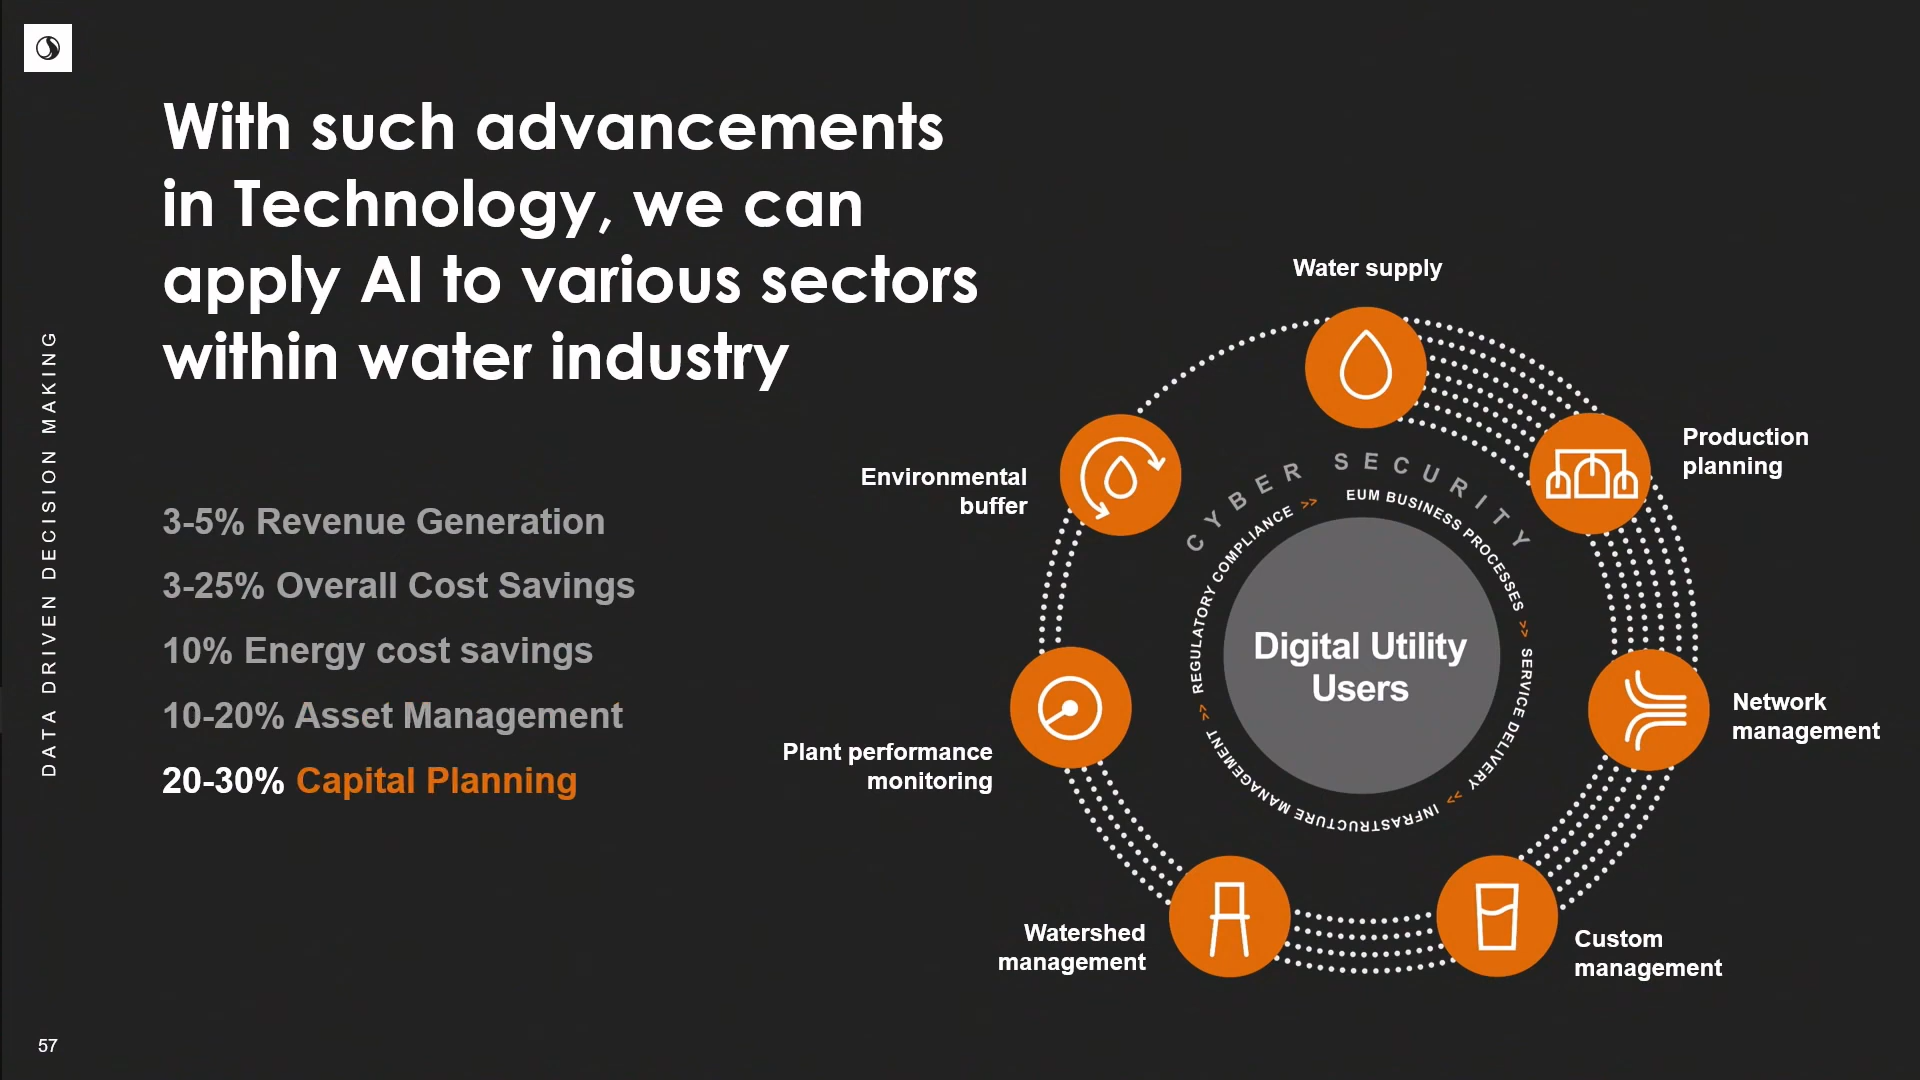 With such advancements
in Technology, we can
apply AI to various sectors
within water industry
DATA DRIVEN DECISION MAKING
3-5% Revenue Generation
3-25% Overall Cost Savings
10% Energy cost savings
10-20% Asset Management
20-30% Capital Planning
Water supply
Production
planning
Network
management
Custom
management
Watershed
management
Plant performance
monitoring
Environmental
buffer
CYBER SECURITY
EUM BUSINESS PROCESSES >>
SERVICE DELIVERY >>
INFRASTRUCTURE MANAGEMENT >>
REGULATORY COMPLIANCE >>
Digital Utility
Users
57